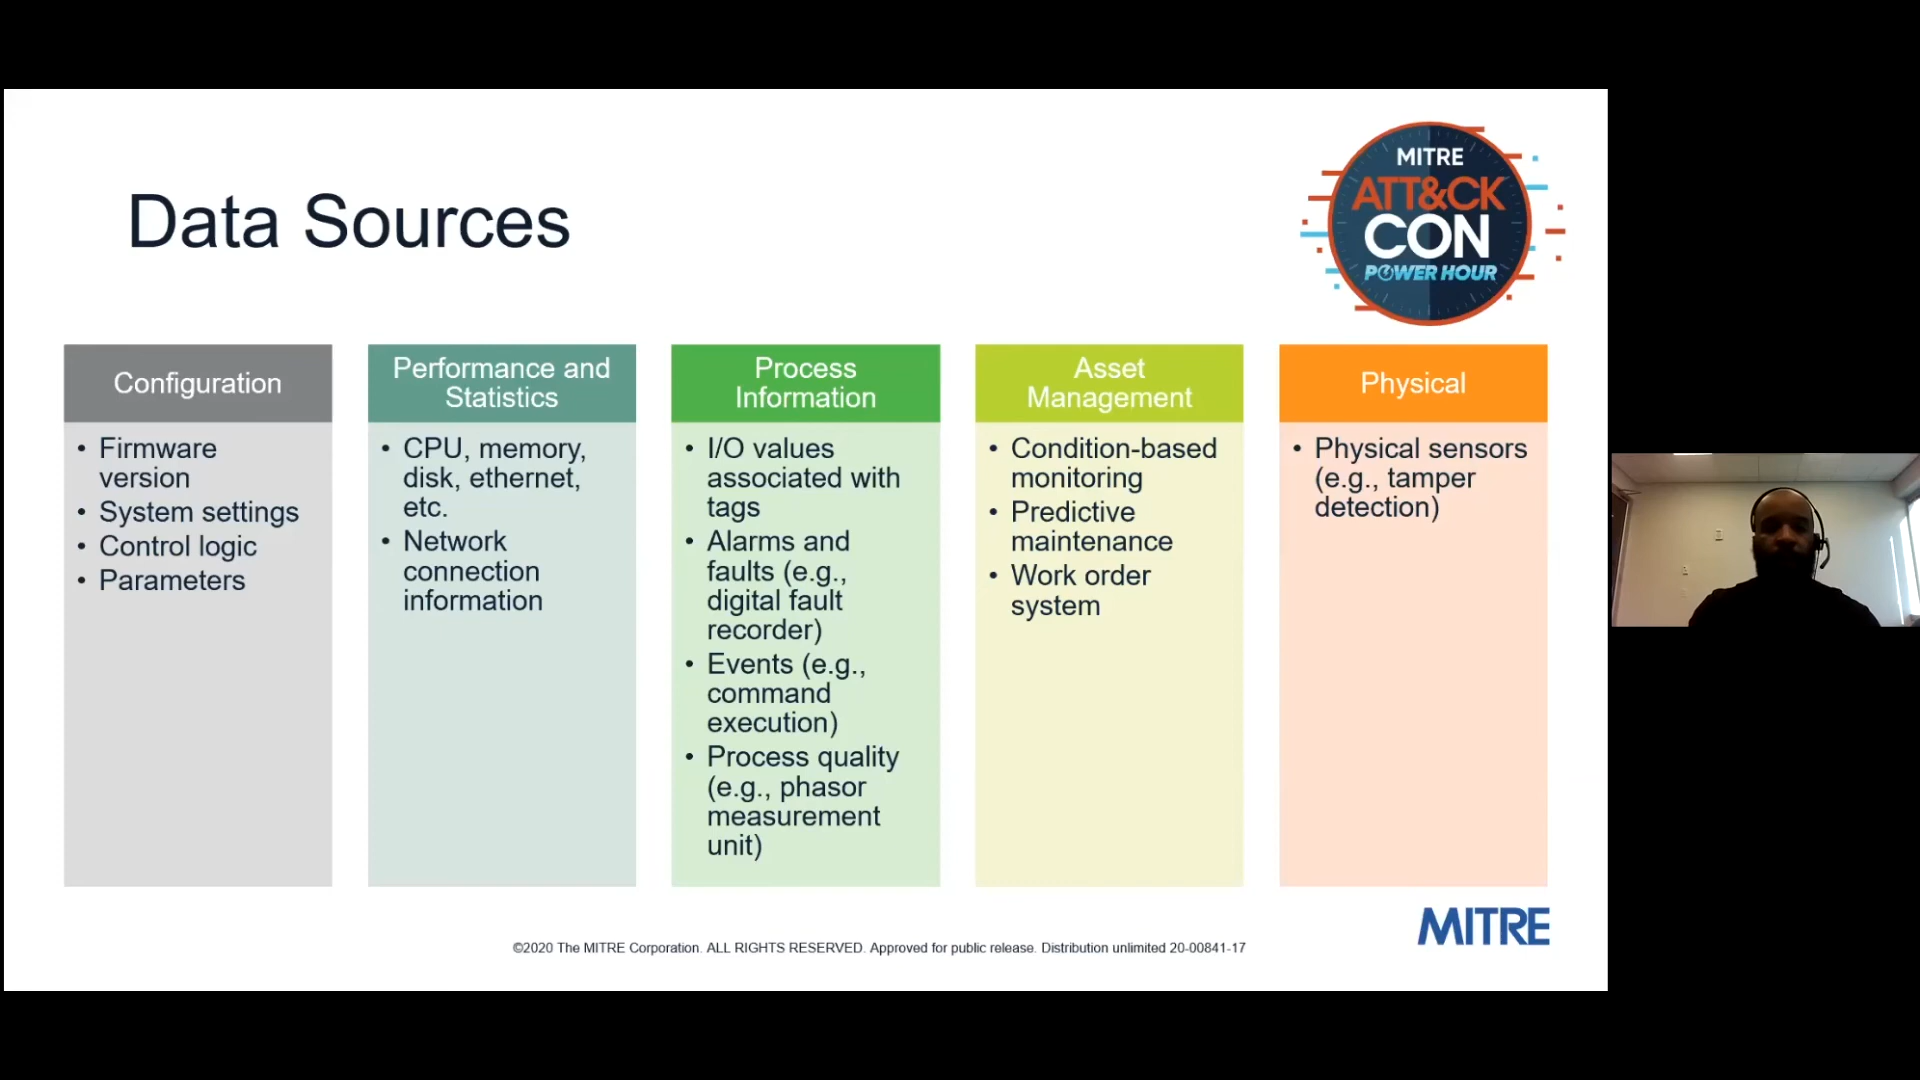 Data Sources
MITRE
ATT&CK
CON
POWER HOUR
Configuration
• Firmware
version
• System settings
• Control logic
• Parameters
Performance and
Statistics
• CPU, memory,
disk, ethernet,
etc.
• Network
connection
information
Process
Information
• I/O values
associated with
tags
• Alarms and
faults (e.g.,
digital fault
recorder)
• Events (e.g.,
command
execution)
• Process quality
(e.g., phasor
measurement
unit)
Asset
Management
• Condition-based
monitoring
• Predictive
maintenance
• Work order
system
Physical
• Physical sensors
(e.g., tamper
detection)
©2020 The MITRE Corporation. ALL RIGHTS RESERVED. Approved for public release. Distribution unlimited 20-00841-17
MITRE